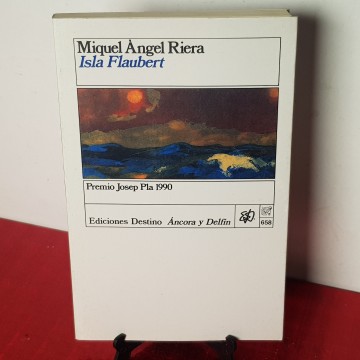 Miquel Àngel Riera
Isla Flaubert
Premio Josep Pla 1990
Ediciones Destino Áncora y Delfín
658